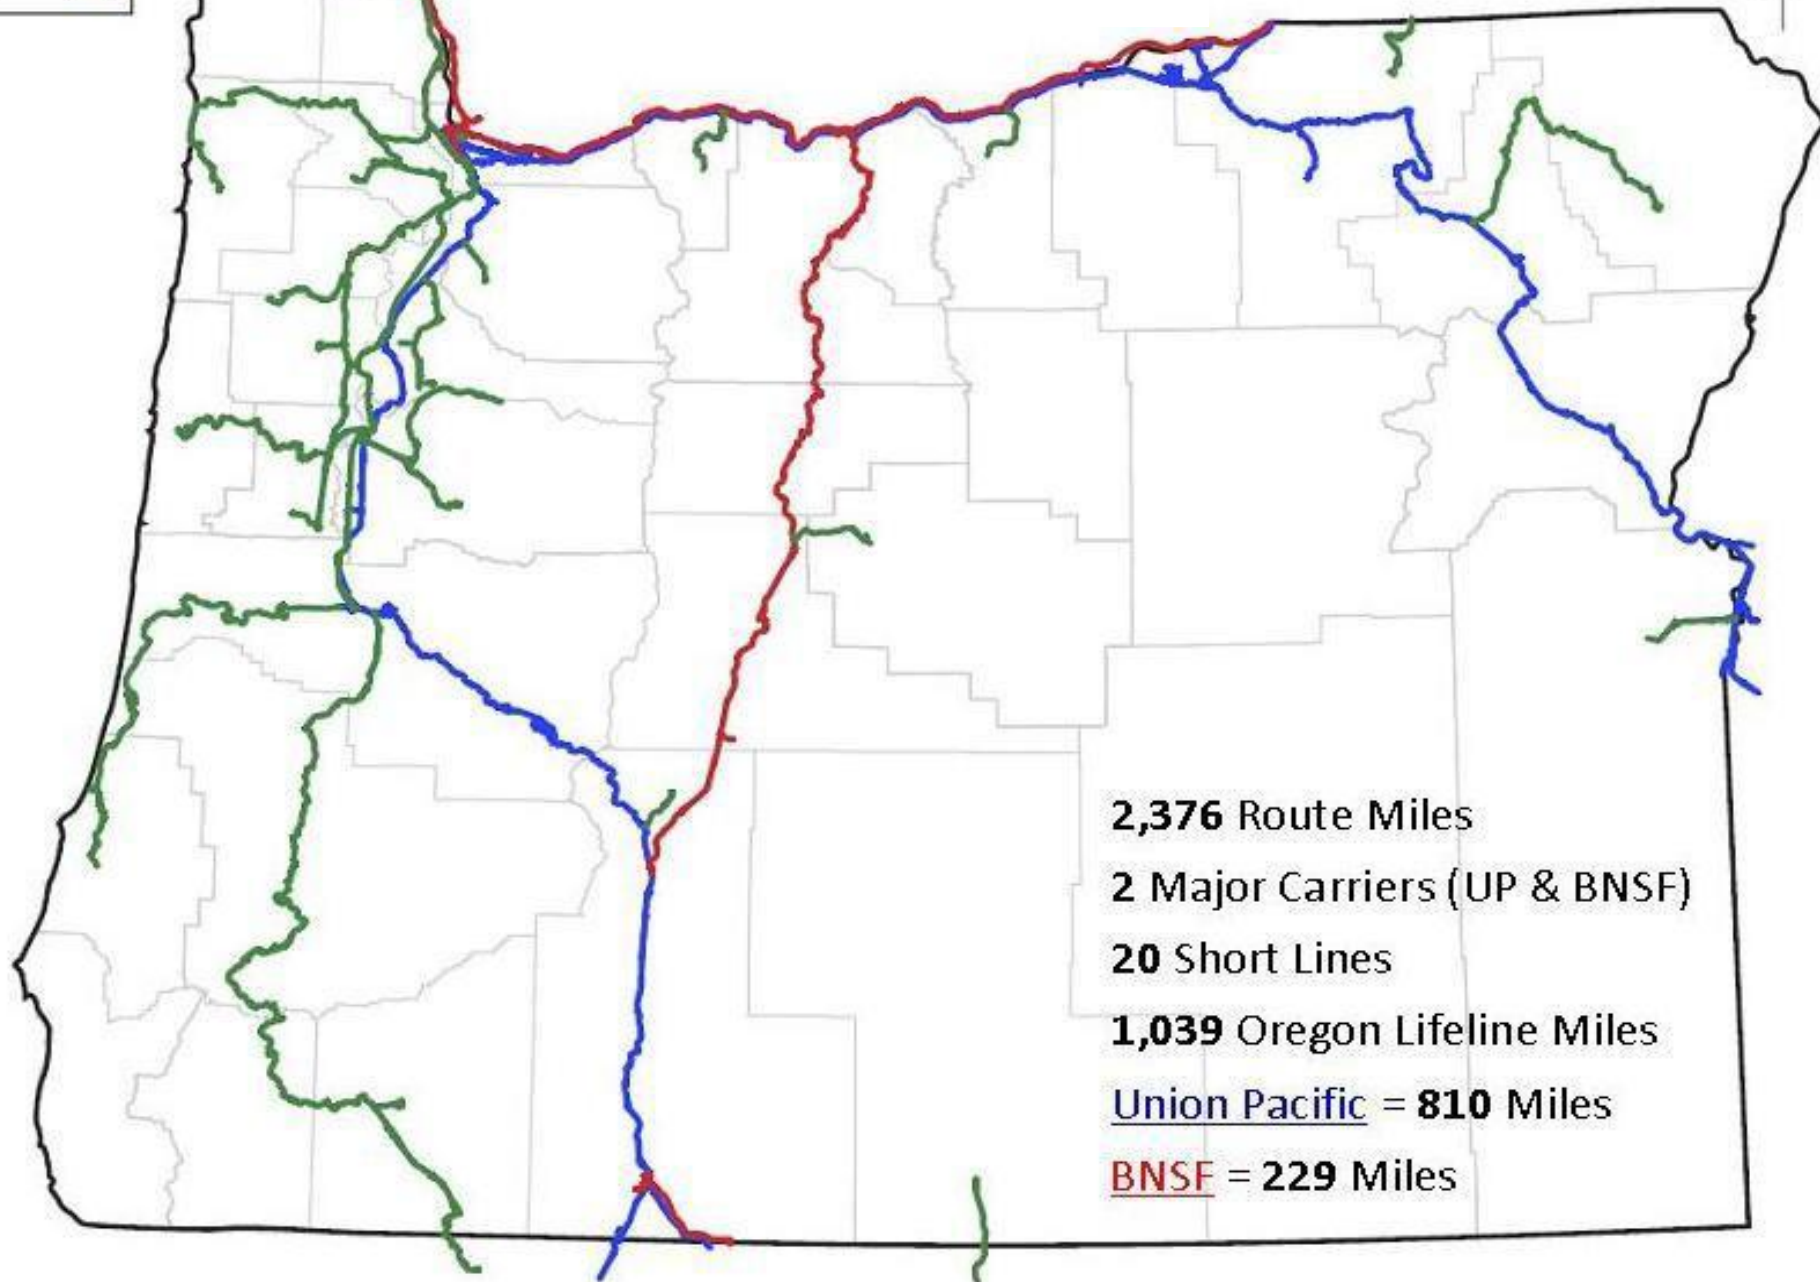 2,376 Route Miles
2 Major Carriers (UP & BNSF)
20 Short Lines
1,039 Oregon Lifeline Miles
Union Pacific = 810 Miles
BNSF = 229 Miles